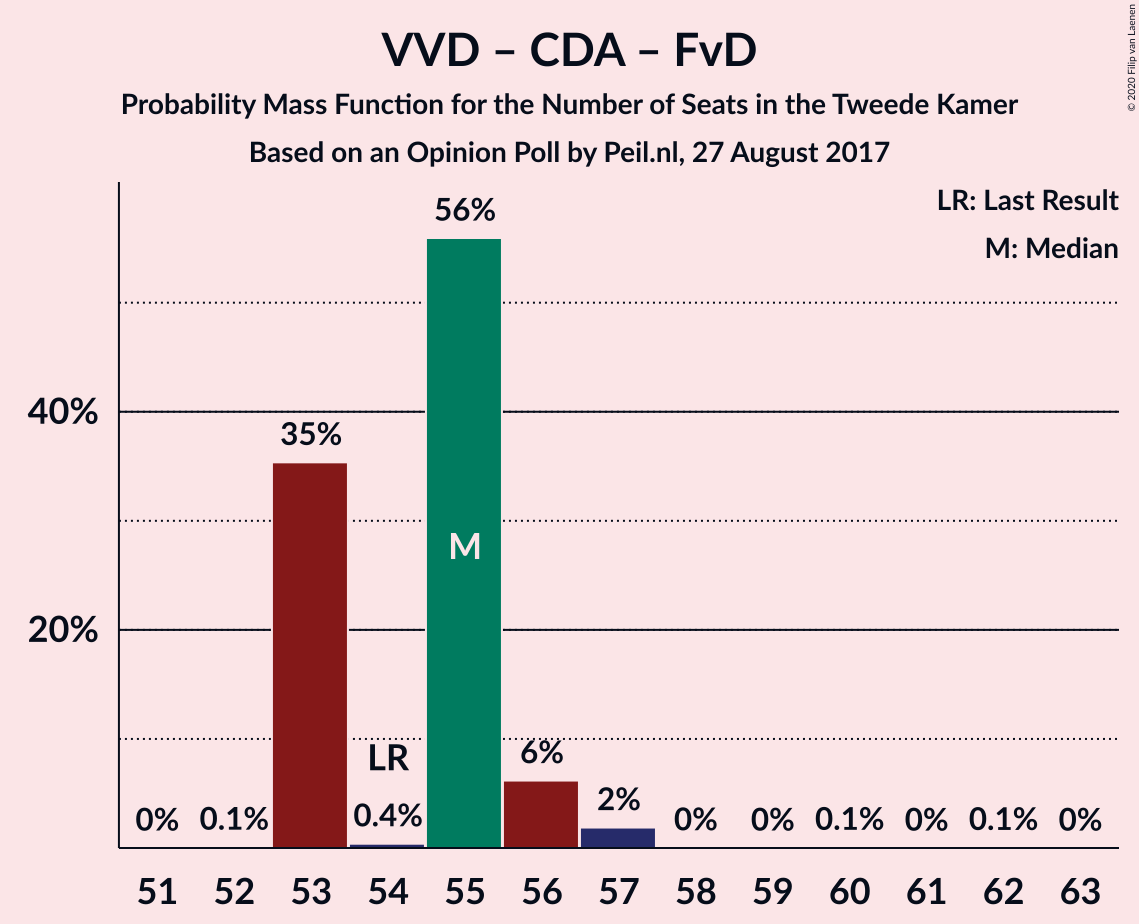 VVD – CDA – FvD
Probability Mass Function for the Number of Seats in the Tweede Kamer
Based on an Opinion Poll by Peil.nl, 27 August 2017
© 2020 Filip van Laenen
LR: Last Result
M: Median
56%
40%
35%
M
20%
LR
6%
0% 0.1% 0.4% 2% 0% 0% 0.1% 0% 0.1% 0%
51 52 53 54 55 56 57 58 59 60 61 62 63